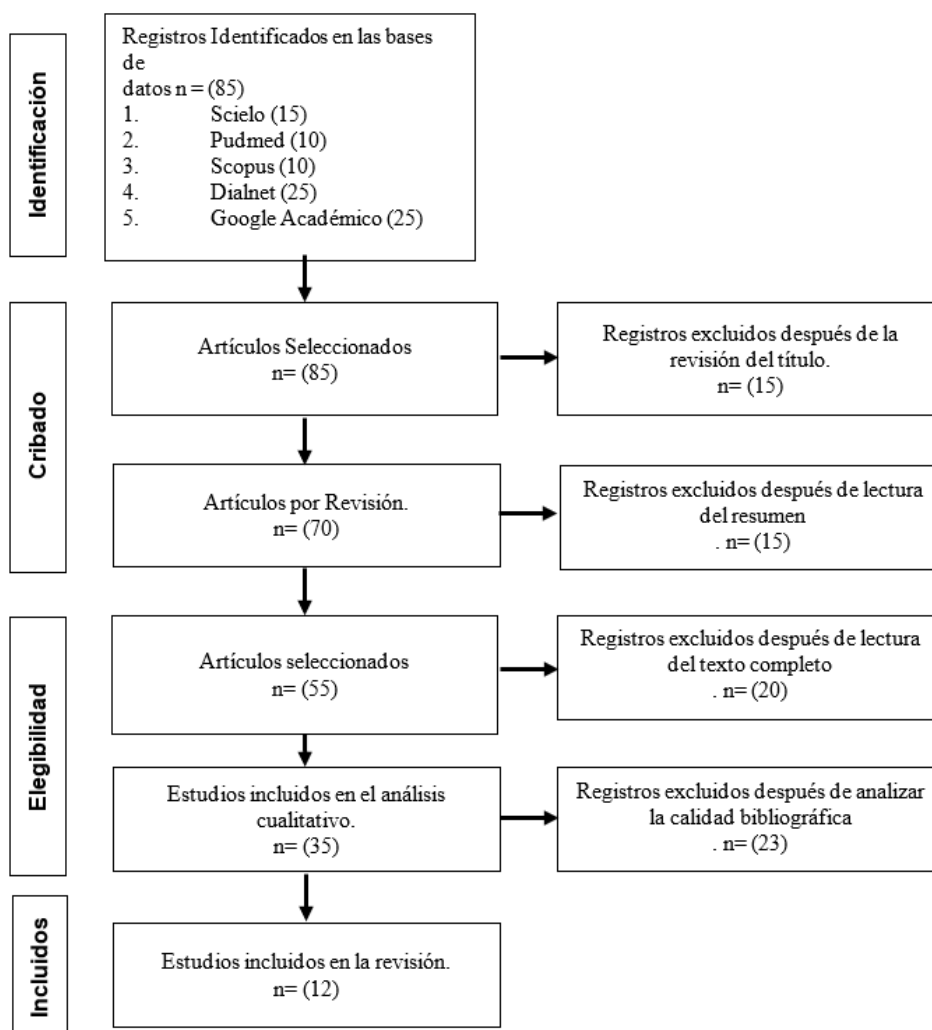 Identificación
Registros Identificados en las bases
de
datos n = (85)
1. Scielo (15)
2. Pudmed (10)
3. Scopus (10)
4. Dialnet (25)
5. Google Académico (25)
Cribado
Artículos Seleccionados
n= (85)
Registros excluidos después de la
revisión del título.
n= (15)
Artículos por Revisión.
n= (70)
Registros excluidos después de lectura
del resumen
. n= (15)
Elegibilidad
Artículos seleccionados
n= (55)
Registros excluidos después de lectura
del texto completo
. n= (20)
Estudios incluidos en el análisis
cualitativo.
n= (35)
Registros excluidos después de analizar
la calidad bibliográfica
. n= (23)
Incluidos
Estudios incluidos en la revisión.
n= (12)